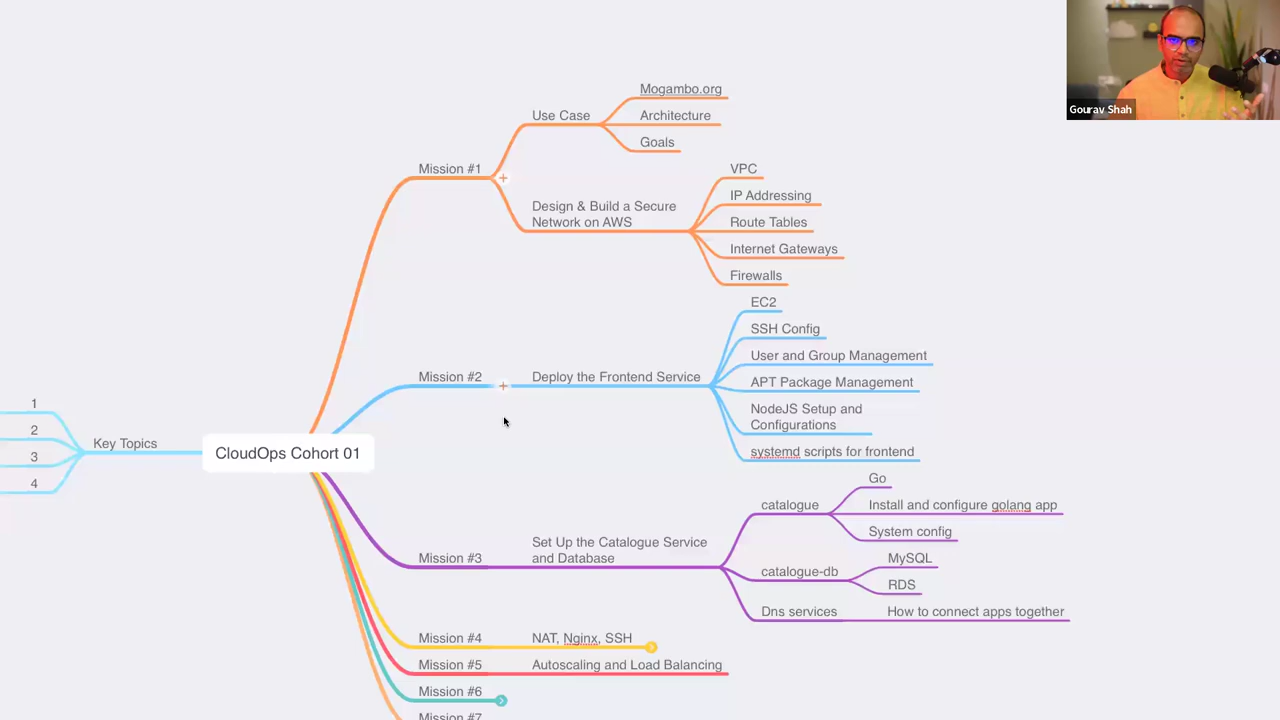 Gourav Shah
Mogambo.org
Use Case
Architecture
Goals
Mission #1
VPC
IP Addressing
Design & Build a Secure
Network on AWS
Route Tables
Internet Gateways
Firewalls
EC2
SSH Config
User and Group Management
Mission #2
Deploy the Frontend Service
APT Package Management
NodeJS Setup and
Configurations
systemd scripts for frontend
1
2
3
4
Key Topics
CloudOps Cohort 01
Go
catalogue
Install and configure golang app
System config
Mission #3
Set Up the Catalogue Service
and Database
MySQL
catalogue-db
RDS
Dns services
How to connect apps together
Mission #4
NAT, Nginx, SSH
Mission #5
Autoscaling and Load Balancing
Mission #6
Mission #7